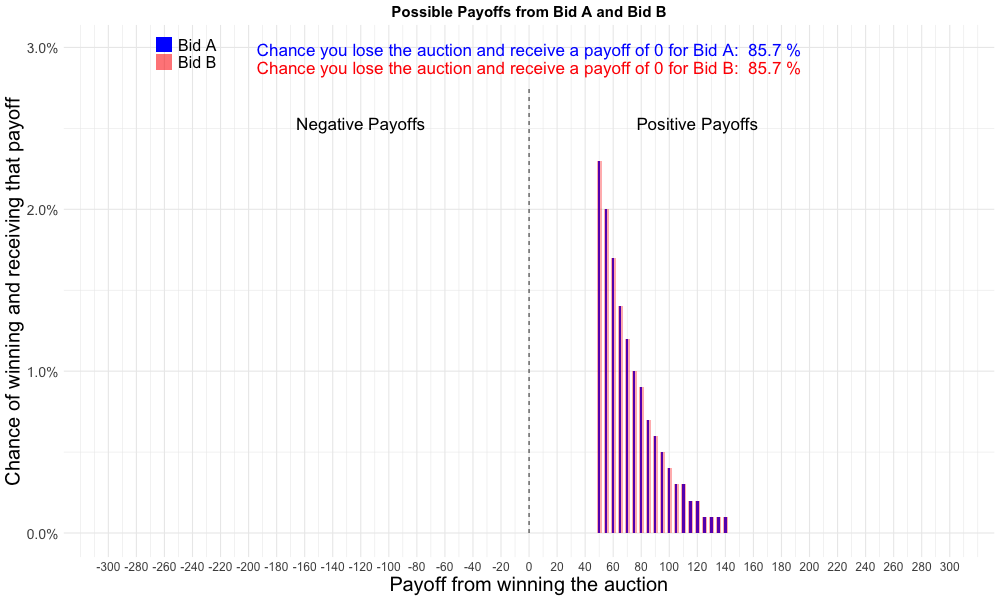 Possible Payoffs from Bid A and Bid B
Bid A
Bid B
Chance you lose the auction and receive a payoff of 0 for Bid A:  85.7 %
Chance you lose the auction and receive a payoff of 0 for Bid B:  85.7 %
Negative Payoffs
Positive Payoffs
Chance of winning and receiving that payoff
3.0%
2.0%
1.0%
0.0%
-300 -280 -260 -240 -220 -200 -180 -160 -140 -120 -100 -80 -60 -40 -20 0 20 40 60 80 100 120 140 160 180 200 220 240 260 280 300
Payoff from winning the auction